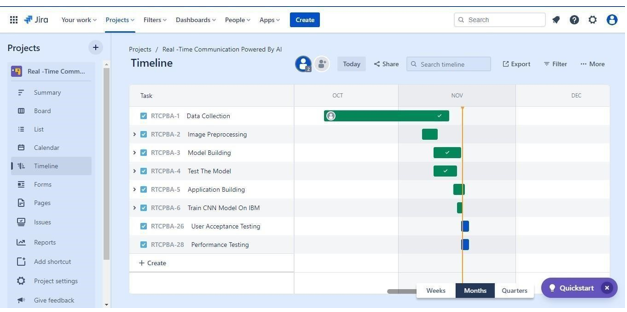 Jira Your work Projects Filters Dashboards People Apps Create Search
Projects
Projects / Real -Time Communication Powered By AI
Timeline
Today Share Search timeline Export Filter More
Real -Time Comm...
Summary
Board
List
Calendar
Timeline
Forms
Pages
Issues
Reports
Add shortcut
Project settings
Give feedback
Task OCT NOV DEC
RTCPBA-1 Data Collection
RTCPBA-2 Image Preprocessing
RTCPBA-3 Model Building
RTCPBA-4 Test The Model
RTCPBA-5 Application Building
RTCPBA-6 Train CNN Model On IBM
RTCPBA-26 User Acceptance Testing
RTCPBA-28 Performance Testing
+ Create
Weeks Months Quarters
Quickstart